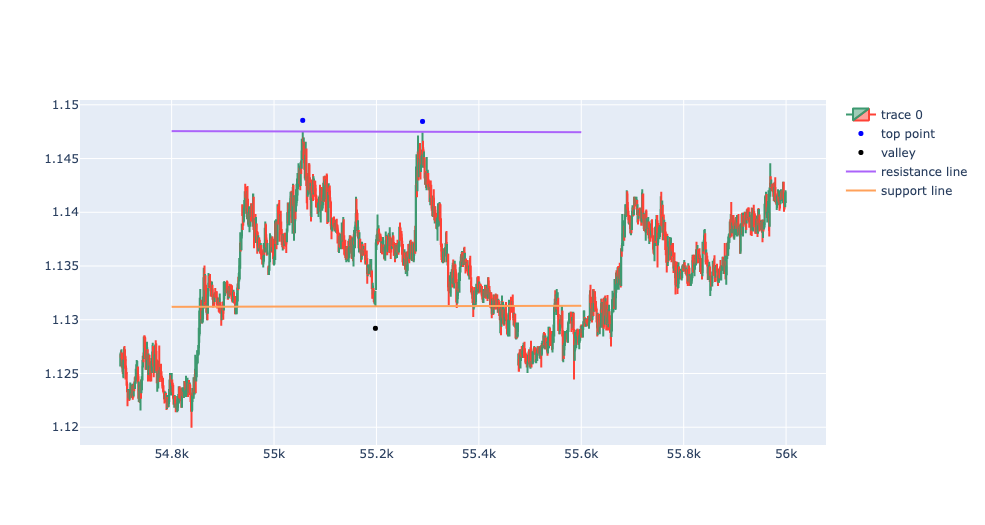 1.15
1.145
1.14
1.135
1.13
1.125
1.12
54.8k
55k
55.2k
55.4k
55.6k
55.8k
56k
trace 0
top point
valley
resistance line
support line